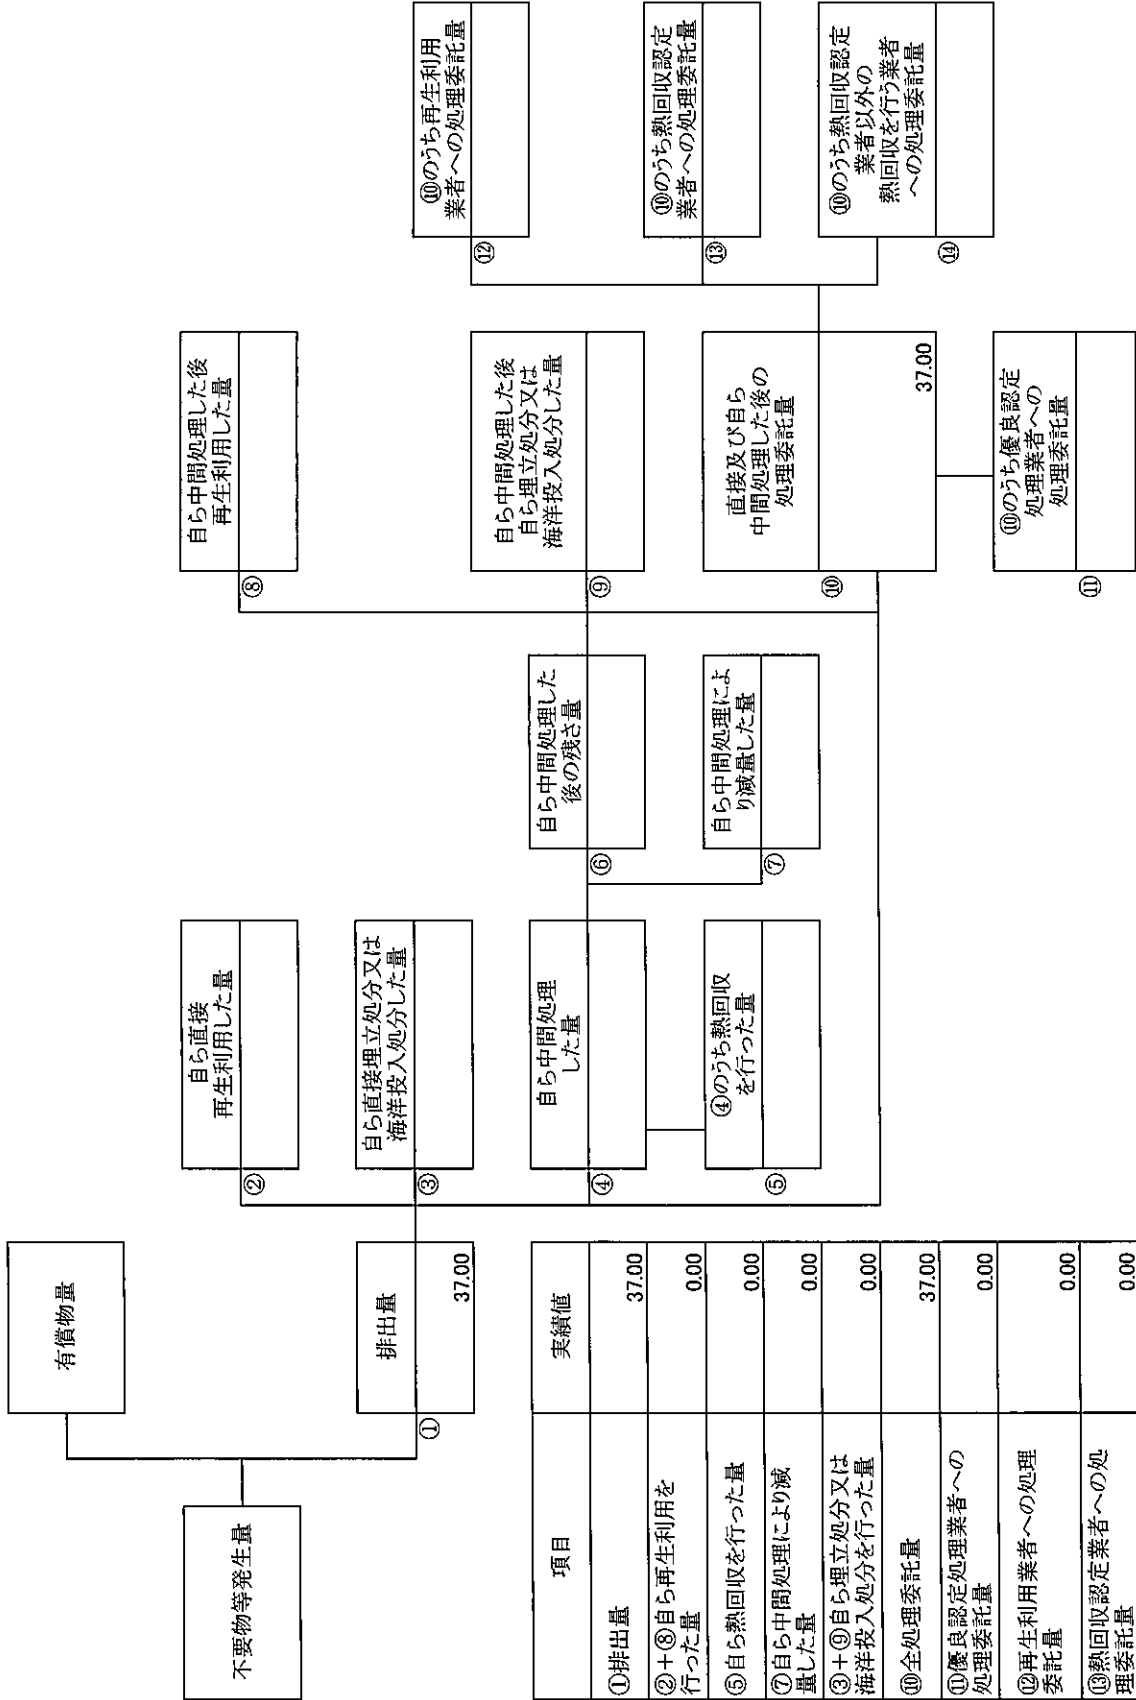 有償物量
不要物等発生量
①
排出量
37.00
②
自ら直接
再生利用した量
③
自ら直接埋立処分又は
海洋投入処分した量
④
自ら中間処理
した量
⑤
④のうち熱回収
を行った量
⑥
自ら中間処理した
後の残さ量
⑦
自ら中間処理によ
り減量した量
⑧
自ら中間処理した後
再生利用した量
⑨
自ら中間処理した後
自ら埋立処分又は
海洋投入処分した量
⑩
直接及び自ら
中間処理した後の
処理委託量
37.00
⑪
⑩のうち優良認定
処理業者への
処理委託量
⑫
⑩のうち再生利用
業者への処理委託量
⑬
⑩のうち熱回収認定
業者への処理委託量
⑭
⑩のうち熱回収認定
業者以外の
熱回収を行う業者
への処理委託量
項目 実績値
①排出量 37.00
②+⑧自ら再生利用を
行った量 0.00
⑤自ら熱回収を行った量 0.00
⑦自ら中間処理により減
量した量 0.00
③+⑨自ら埋立処分又は
海洋投入処分を行った量 0.00
⑩全処理委託量 37.00
⑪優良認定処理業者への
処理委託量 0.00
⑫再生利用業者への処理
委託量 0.00
⑬熱回収認定業者への処
理委託量 0.00